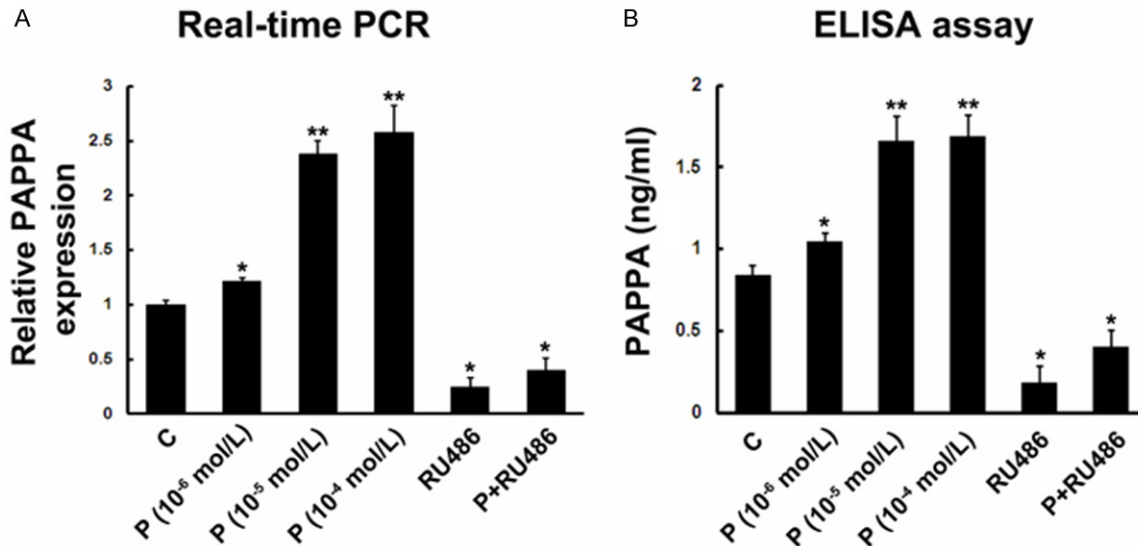 A
Real-time PCR
Relative PAPPA
expression
3
2.5
2
1.5
1
0.5
0
**
**
*
*
*
C
P (10⁻⁶ mol/L)
P (10⁻⁵ mol/L)
P (10⁻⁴ mol/L)
RU486
P+RU486
B
ELISA assay
PAPPA (ng/ml)
2
1.5
1
0.5
0
**
**
*
*
*
C
P (10⁻⁶ mol/L)
P (10⁻⁵ mol/L)
P (10⁻⁴ mol/L)
RU486
P+RU486